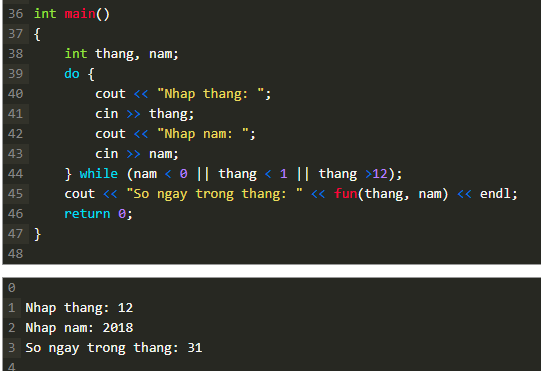 36 int main()
37 {
38     int thang, nam;
39     do {
40         cout << "Nhap thang: ";
41         cin >> thang;
42         cout << "Nhap nam: ";
43         cin >> nam;
44     } while (nam < 0 || thang < 1 || thang >12);
45     cout << "So ngay trong thang: " << fun(thang, nam) << endl;
46     return 0;
47 }
48
0
1 Nhap thang: 12
2 Nhap nam: 2018
3 So ngay trong thang: 31
4